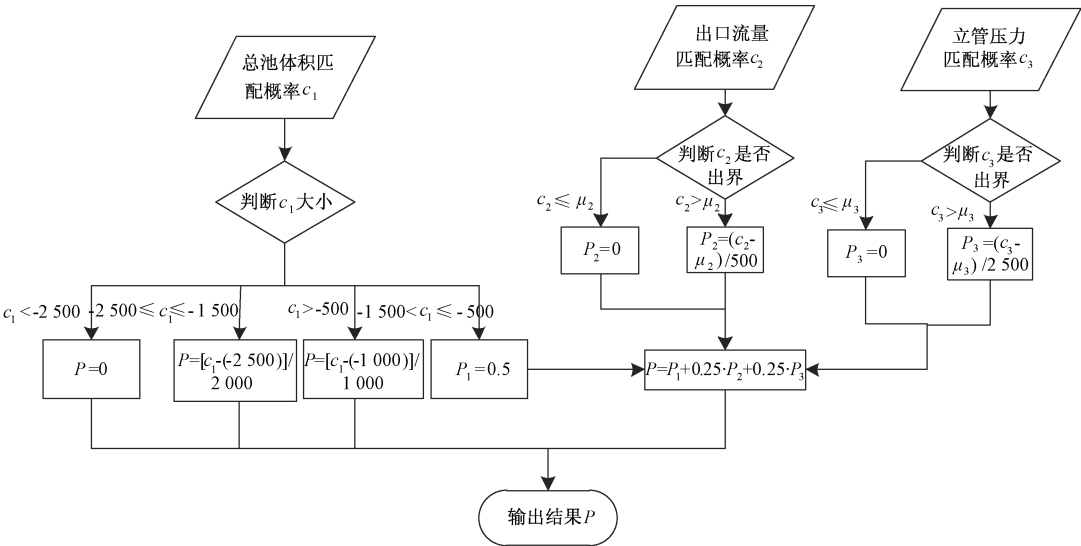 总池体积匹
配概率c₁
出口流量
匹配概率c₂
立管压力
匹配概率c₃
判断c₁大小
判断c₂是否
出界
判断c₃是否
出界
c₂≤ μ₂
c₂>μ₂
c₃≤μ₃
c₃>μ₃
P₂=0
P₂=(c₂-
μ₂)/500
P₃=0
P₃=(c₃-
μ₃) /2 500
c₁<-2 500
-2 500≤ c₁≤-1 500
c₁>-500
-1 500<c₁≤-500
P=0
P=[c₁-(-2 500)]/
2 000
P=[c₁-(-1 000)]/
1 000
P₁=0.5
P=P₁+0.25·P₂+0.25·P₃
输出结果P